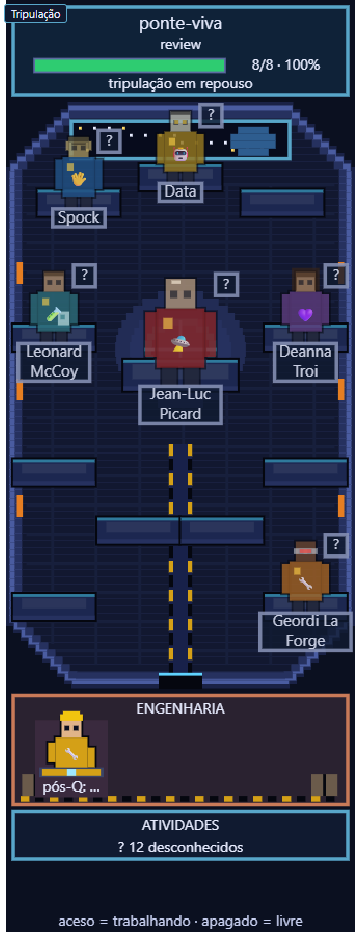 Tripulação
ponte-viva
review
8/8 · 100%
tripulação em repouso
?
?
Data
Spock
?
?
?
Leonard
McCoy
Deanna
Troi
Jean-Luc
Picard
?
Geordi La
Forge
ENGENHARIA
pós-Q; ...
ATIVIDADES
? 12 desconhecidos
aceso = trabalhando · apagado = livre